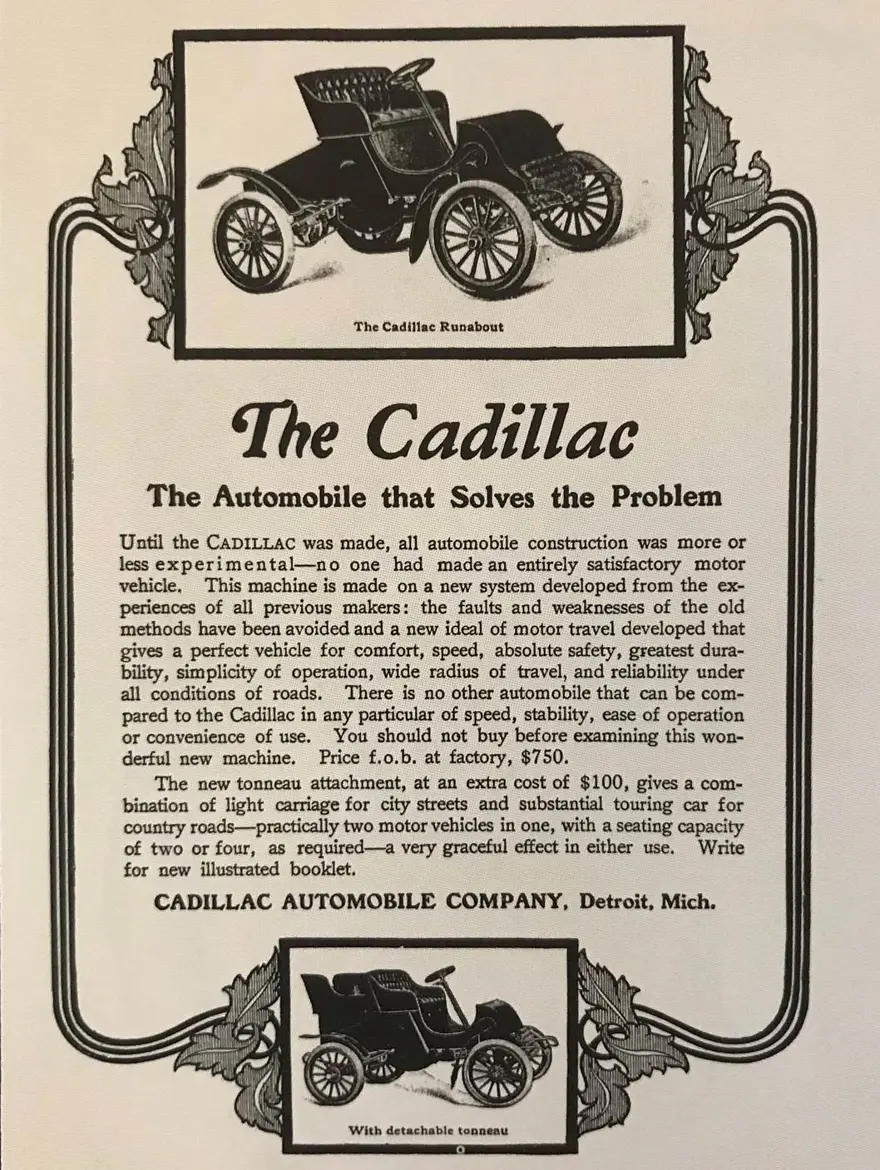 The Cadillac Runabout
The Cadillac
The Automobile that Solves the Problem
Until the CADILLAC was made, all automobile construction was more or
less experimental—no one had made an entirely satisfactory motor
vehicle. This machine is made on a new system developed from the ex-
periences of all previous makers: the faults and weaknesses of the old
methods have been avoided and a new ideal of motor travel developed that
gives a perfect vehicle for comfort, speed, absolute safety, greatest dura-
bility, simplicity of operation, wide radius of travel, and reliability under
all conditions of roads. There is no other automobile that can be com-
pared to the Cadillac in any particular of speed, stability, ease of operation
or convenience of use. You should not buy before examining this won-
derful new machine. Price f.o.b. at factory, $750.
The new tonneau attachment, at an extra cost of $100, gives a com-
bination of light carriage for city streets and substantial touring car for
country roads—practically two motor vehicles in one, with a seating capacity
of two or four, as required—a very graceful effect in either use. Write
for new illustrated booklet.
CADILLAC AUTOMOBILE COMPANY, Detroit, Mich.
With detachable tonneau